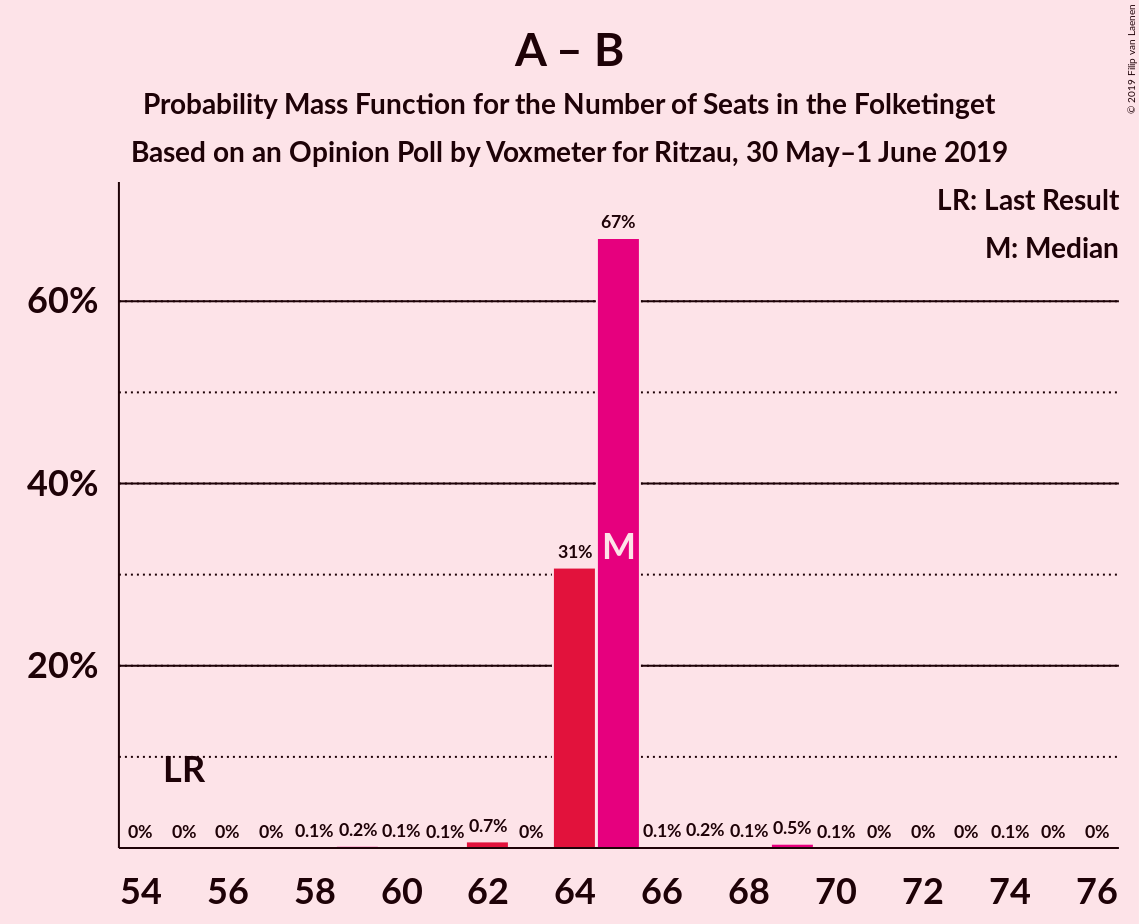 A – B
Probability Mass Function for the Number of Seats in the Folketinget
Based on an Opinion Poll by Voxmeter for Ritzau, 30 May–1 June 2019
© 2019 Filip van Laenen
LR: Last Result
M: Median
67%
60%
M
40%
31%
20%
LR
0% 0% 0% 0% 0.1% 0.2% 0.1% 0.1% 0.7% 0% 0.1% 0.2% 0.1% 0.5% 0.1% 0% 0% 0% 0.1% 0% 0%
54 56 58 60 62 64 66 68 70 72 74 76